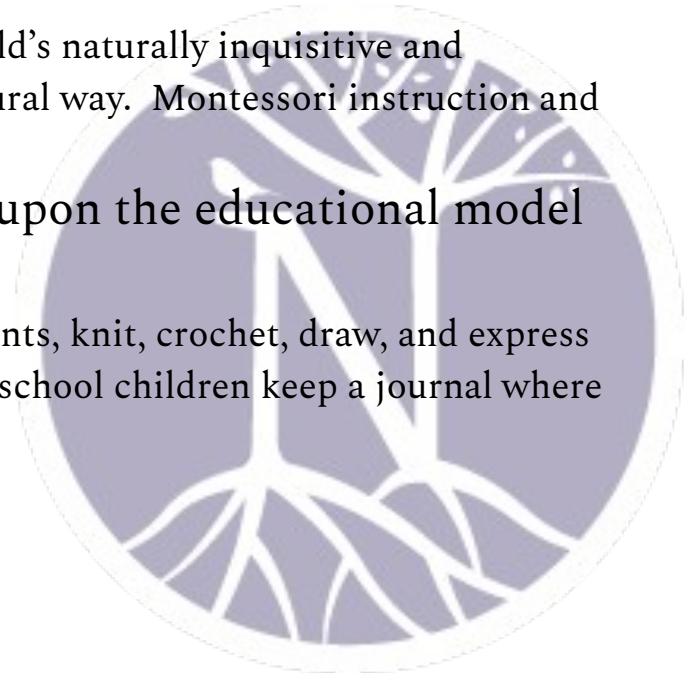 ld’s naturally inquisitive and
ural way.  Montessori instruction and
upon the educational model
nts, knit, crochet, draw, and express
school children keep a journal where
N